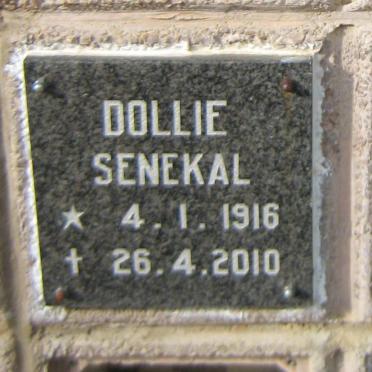 DOLLIE
SENEKAL
★ 4.1.1916
✝ 26.4.2010